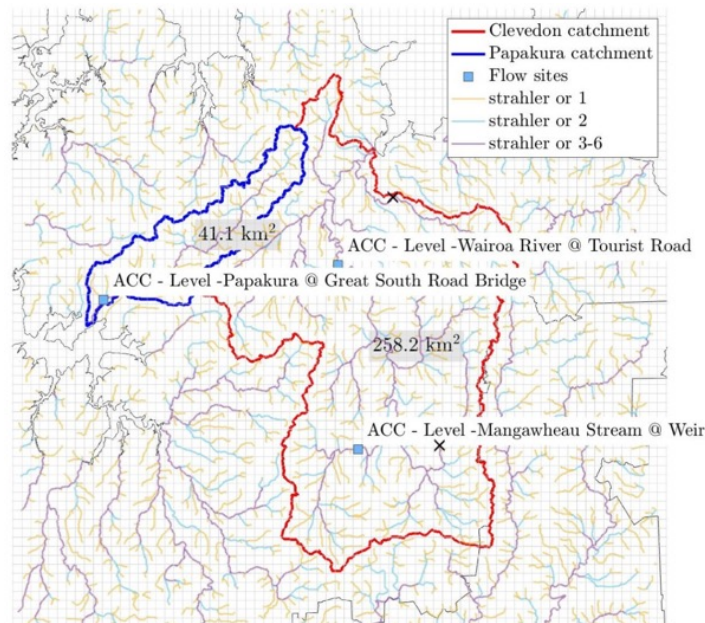 Clevedon catchment
Papakura catchment
Flow sites
strahler or 1
strahler or 2
strahler or 3-6
41.1 km²
ACC - Level -Wairoa River @ Tourist Road
ACC - Level -Papakura @ Great South Road Bridge
258.2 km²
ACC - Level -Mangawheau Stream @ Weir